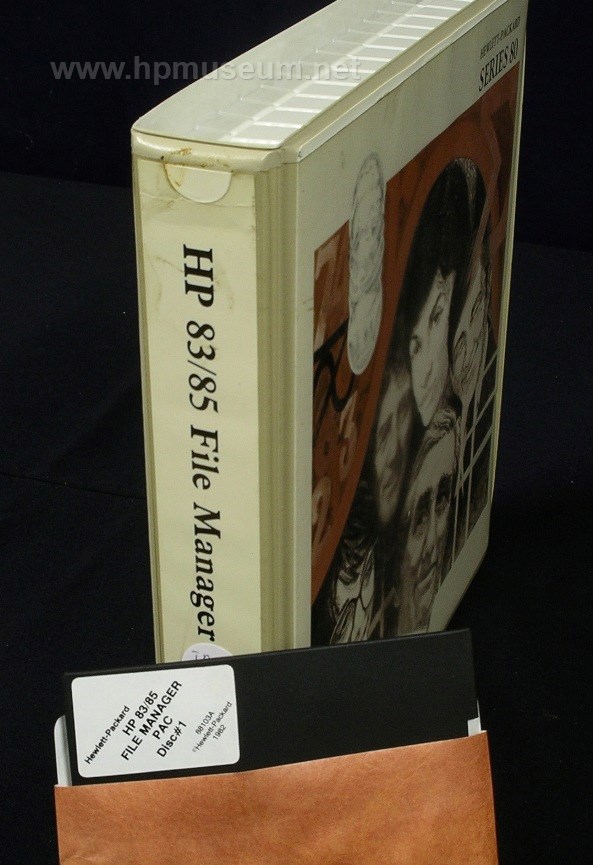 www.hpmuseum.net
HEWLETT-PACKARD
SERIES 80
HP 83/85 File Manager
Hewlett-Packard
HP 83/85
FILE MANAGER
PAC
Disc#1
88103A
©Hewlett-Packard
1982